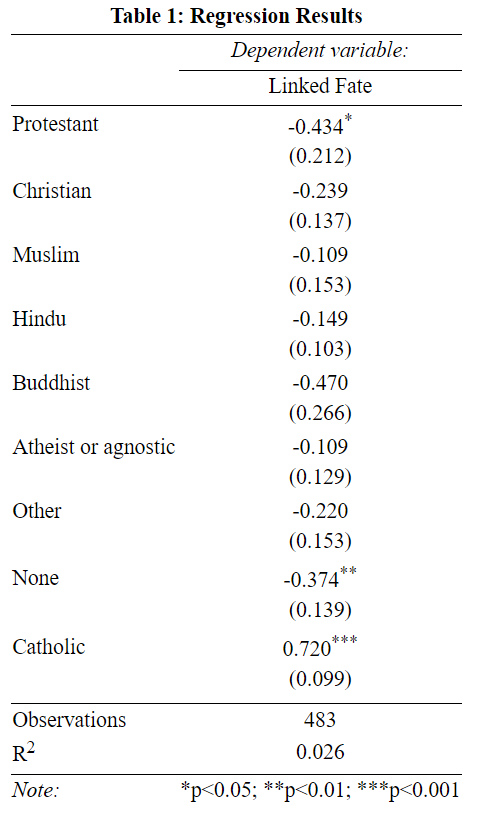 Table 1: Regression Results
Dependent variable:
Linked Fate
Protestant -0.434*
(0.212)
Christian -0.239
(0.137)
Muslim -0.109
(0.153)
Hindu -0.149
(0.103)
Buddhist -0.470
(0.266)
Atheist or agnostic -0.109
(0.129)
Other -0.220
(0.153)
None -0.374**
(0.139)
Catholic 0.720***
(0.099)
Observations 483
R2 0.026
Note: *p<0.05; **p<0.01; ***p<0.001